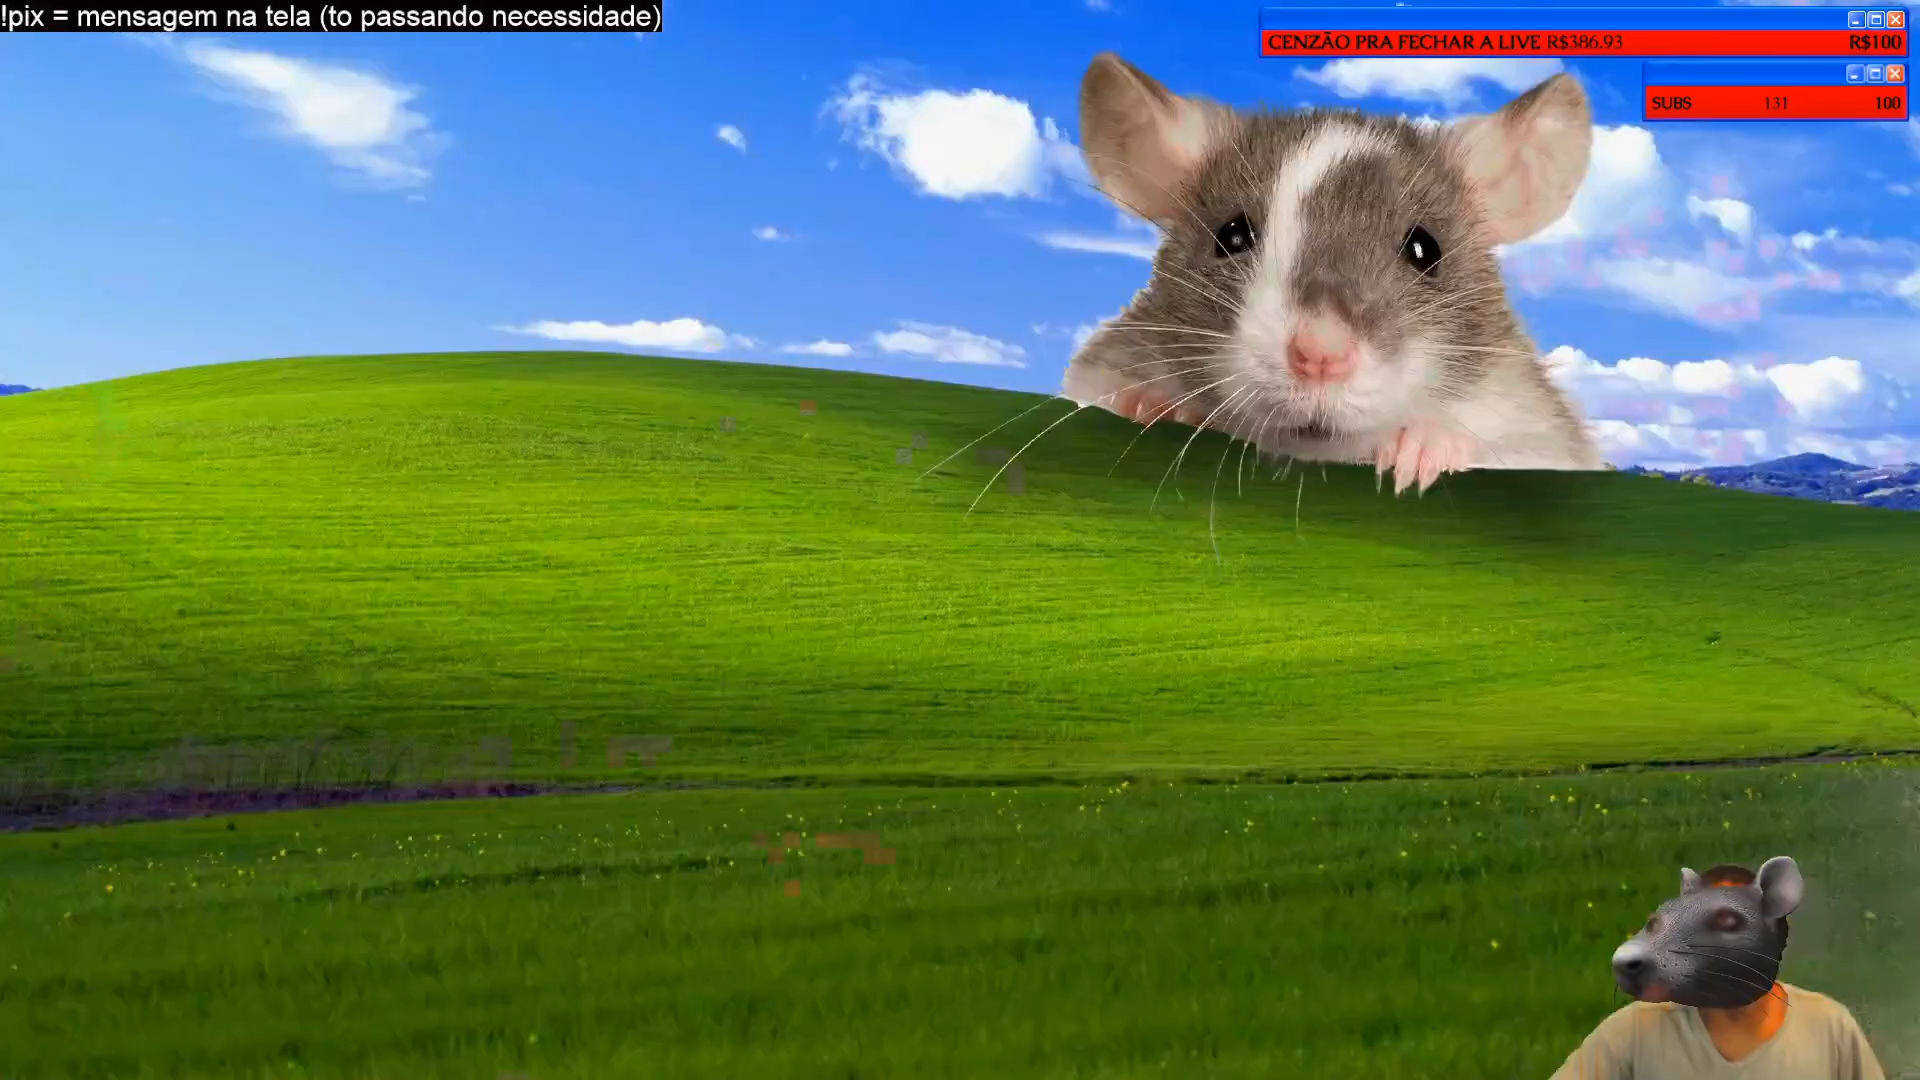 !pix = mensagem na tela (to passando necessidade)
CENZÃO PRA FECHAR A LIVE R$386.93 R$100
SUBS 131 100